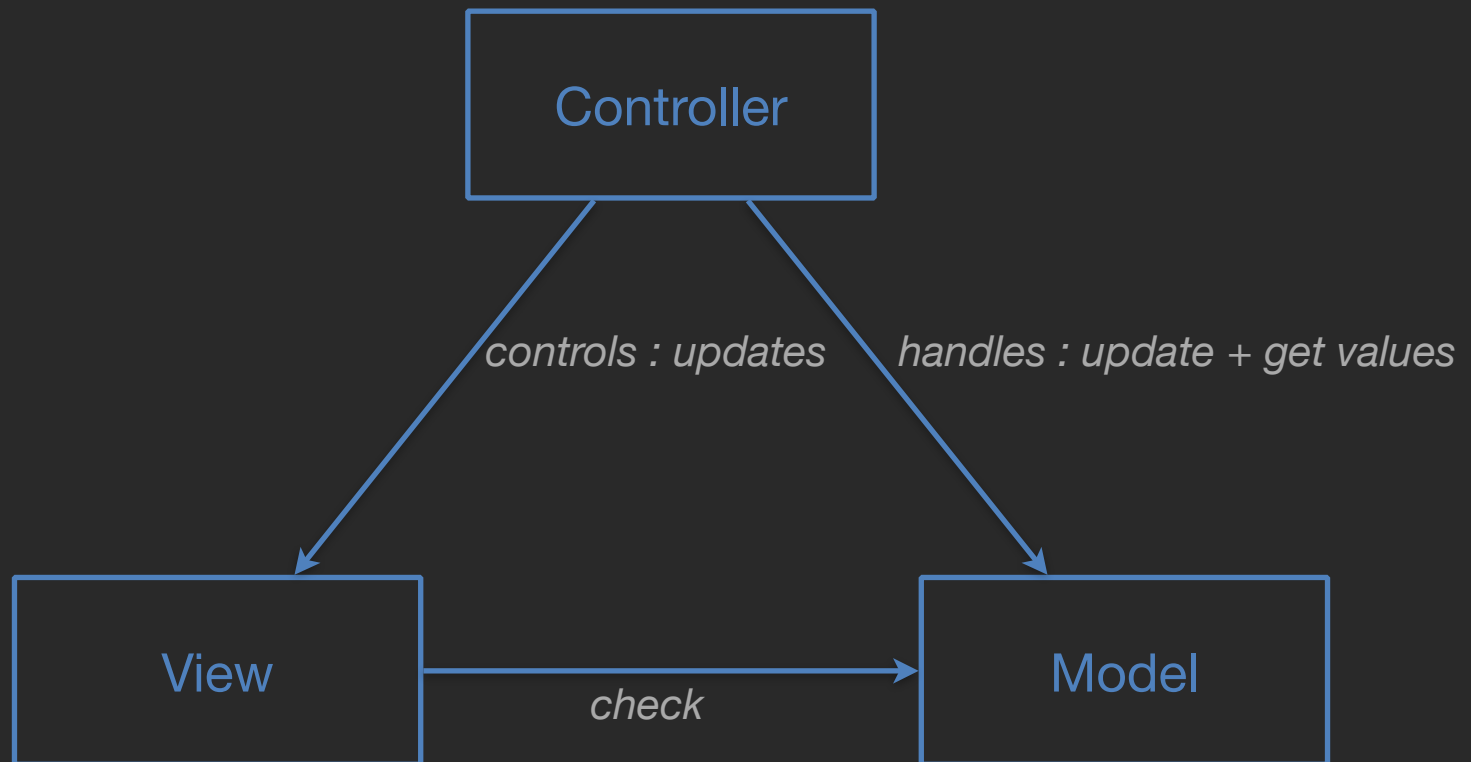 Controller
controls : updates
handles : update + get values
View
check
Model